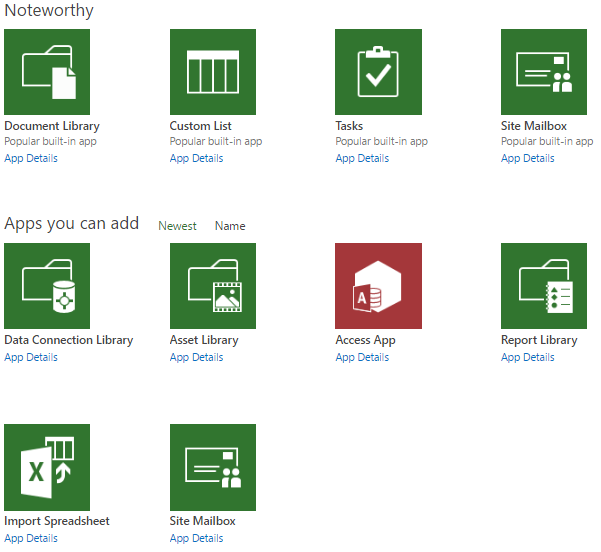 Noteworthy
Document Library
Popular built-in app
App Details
Custom List
Popular built-in app
App Details
Tasks
Popular built-in app
App Details
Site Mailbox
Popular built-in app
App Details
Apps you can add Newest Name
Data Connection Library
App Details
Asset Library
App Details
A
Access App
App Details
Report Library
App Details
X
Import Spreadsheet
App Details
Site Mailbox
App Details